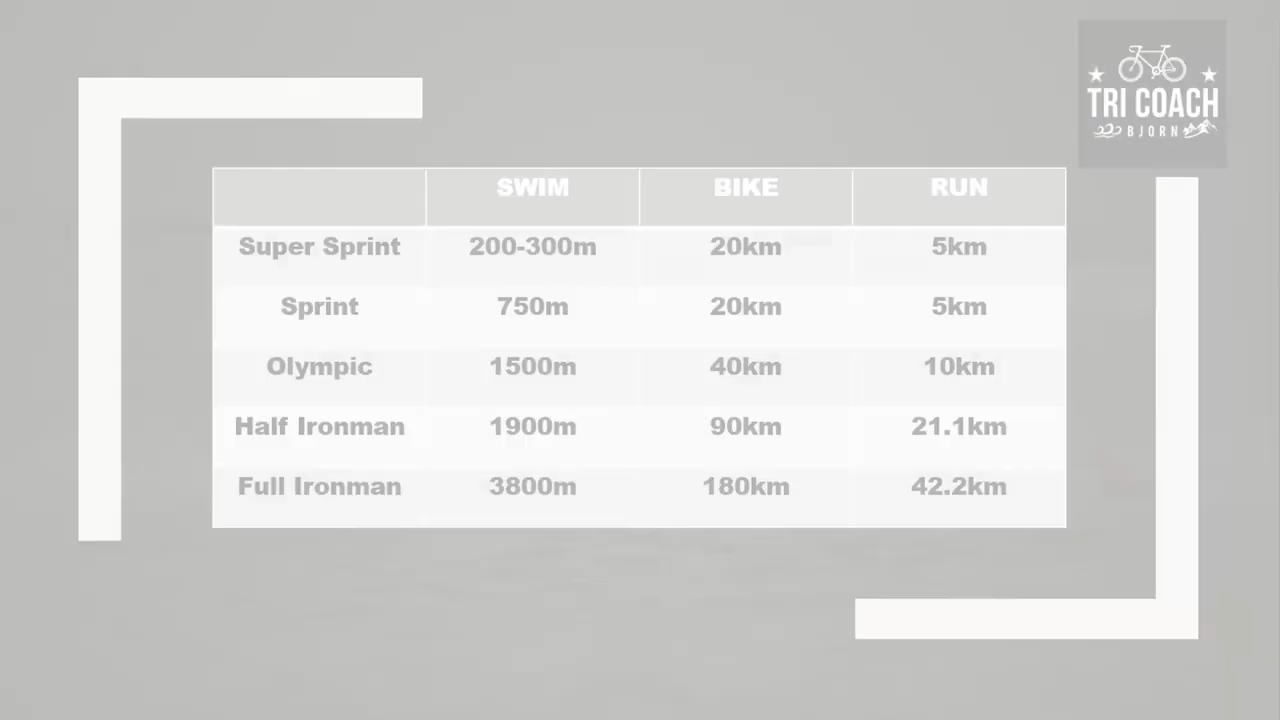 TRI COACH
BJORN
SWIM BIKE RUN
Super Sprint 200-300m 20km 5km
Sprint 750m 20km 5km
Olympic 1500m 40km 10km
Half Ironman 1900m 90km 21.1km
Full Ironman 3800m 180km 42.2km